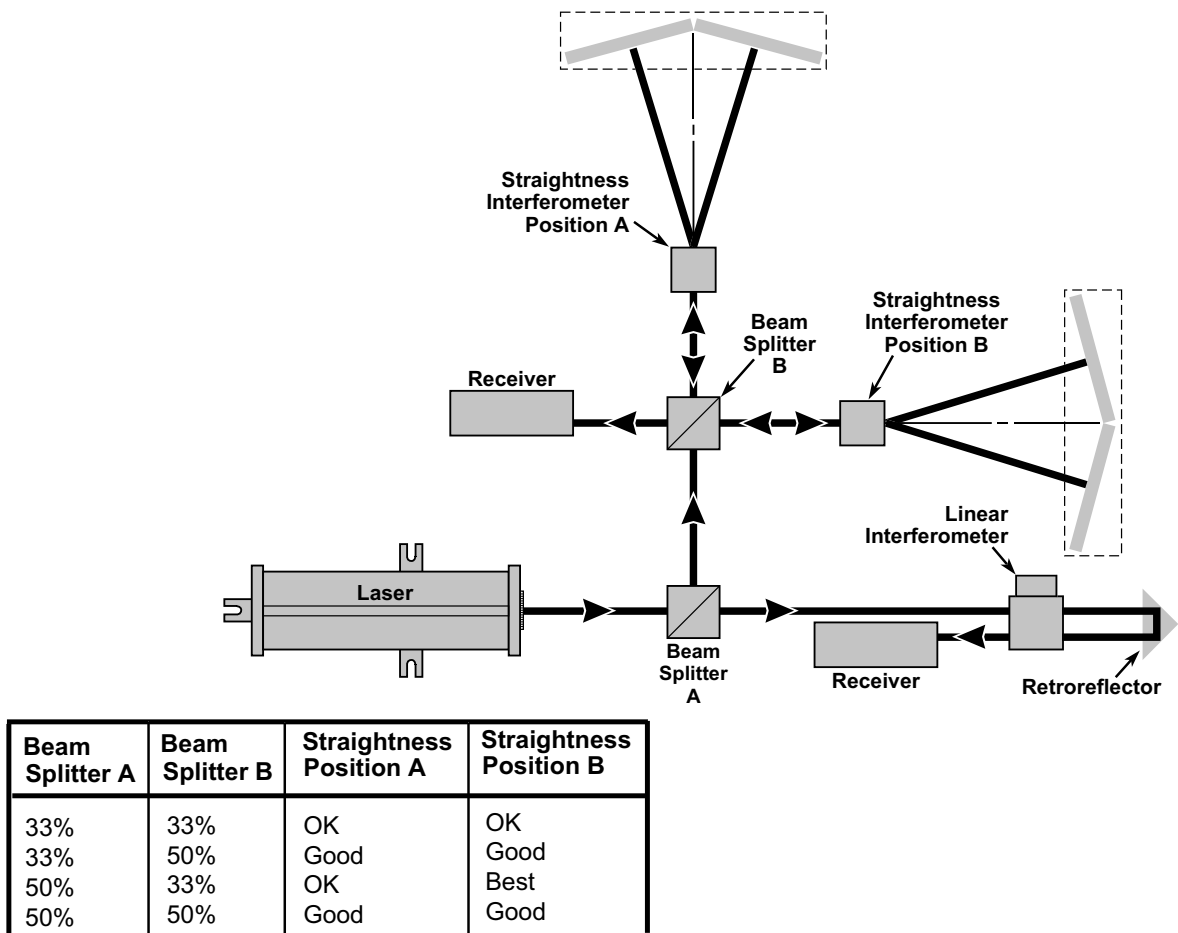 Straightness
Interferometer
Position A
Beam
Splitter
B
Straightness
Interferometer
Position B
Receiver
Linear
Interferometer
Laser
Beam
Splitter
A
Receiver
Retroreflector
Beam Splitter A
Beam Splitter B
Straightness Position A
Straightness Position B
33% 33% OK OK
33% 50% Good Good
50% 33% OK Best
50% 50% Good Good